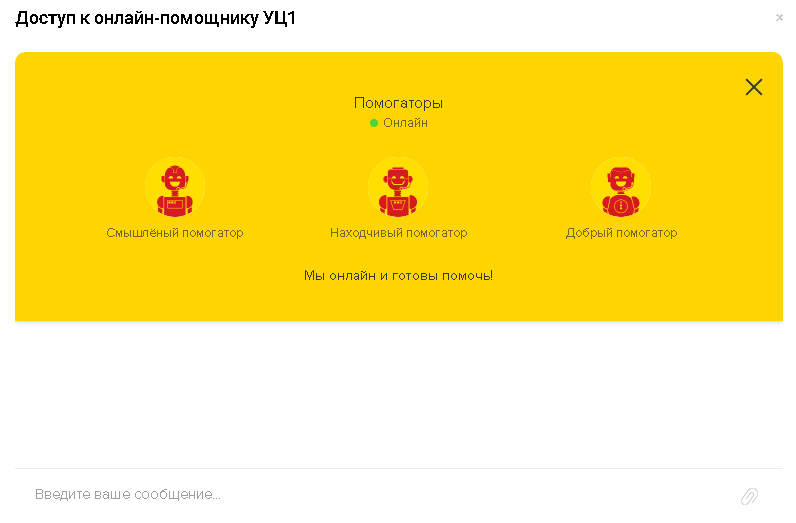 Доступ к онлайн-помощнику УЦ1
Помогаторы
Онлайн
Смышлёный помогатор
Находчивый помогатор
Добрый помогатор
Мы онлайн и готовы помочь!
Введите ваше сообщение...